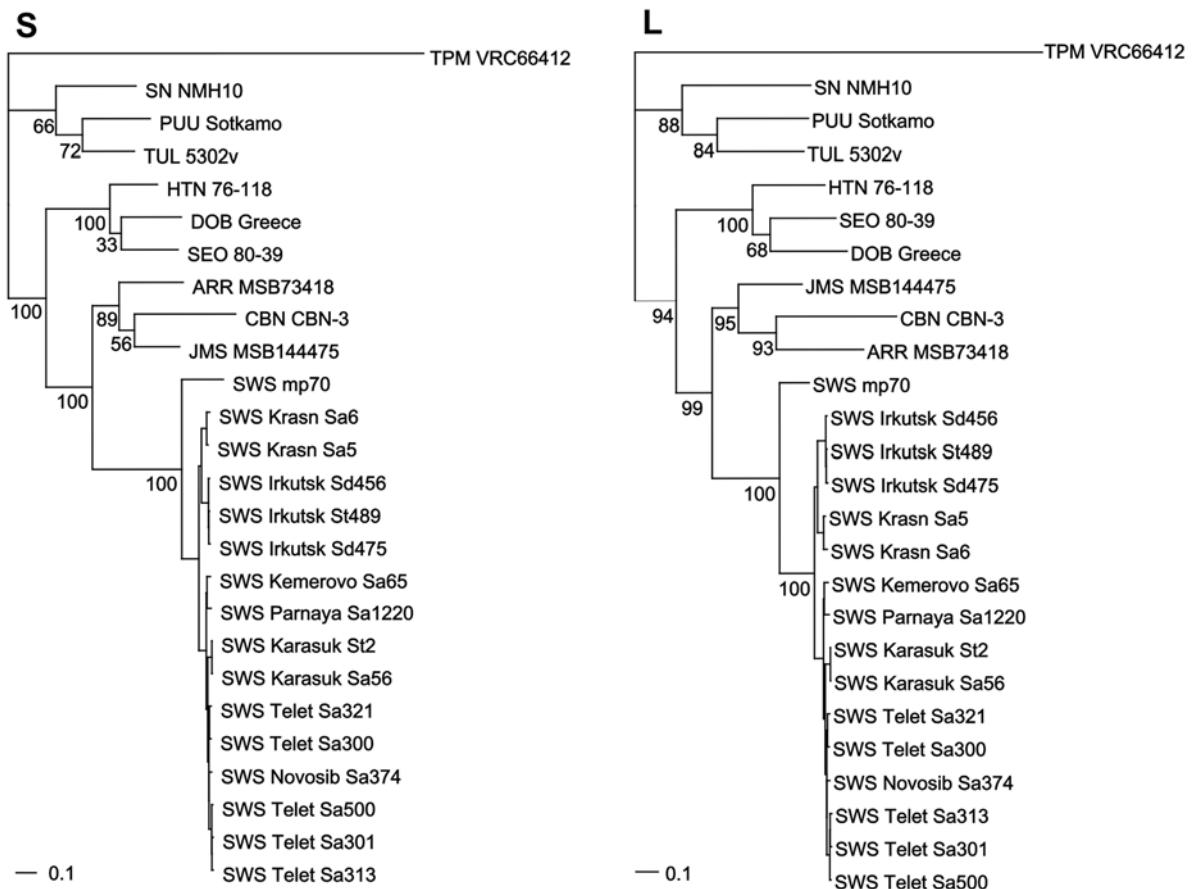 S
TPM VRC66412
SN NMH10
66
PUU Sotkamo
72
TUL 5302v
HTN 76-118
100
DOB Greece
33
SEO 80-39
ARR MSB73418
100
89
CBN CBN-3
56
JMS MSB144475
SWS mp70
100
SWS Krasn Sa6
SWS Krasn Sa5
100
SWS Irkutsk Sd456
SWS Irkutsk St489
SWS Irkutsk Sd475
SWS Kemerovo Sa65
SWS Parnaya Sa1220
SWS Karasuk St2
SWS Karasuk Sa56
SWS Telet Sa321
SWS Telet Sa300
SWS Novosib Sa374
SWS Telet Sa500
SWS Telet Sa301
SWS Telet Sa313
0.1
L
TPM VRC66412
SN NMH10
88
PUU Sotkamo
84
TUL 5302v
HTN 76-118
100
SEO 80-39
68
DOB Greece
JMS MSB144475
94
95
CBN CBN-3
93
ARR MSB73418
SWS mp70
99
SWS Irkutsk Sd456
SWS Irkutsk St489
100
SWS Irkutsk Sd475
SWS Krasn Sa5
SWS Krasn Sa6
100
SWS Kemerovo Sa65
SWS Parnaya Sa1220
SWS Karasuk St2
SWS Karasuk Sa56
SWS Telet Sa321
SWS Telet Sa300
SWS Novosib Sa374
SWS Telet Sa313
SWS Telet Sa301
SWS Telet Sa500
0.1